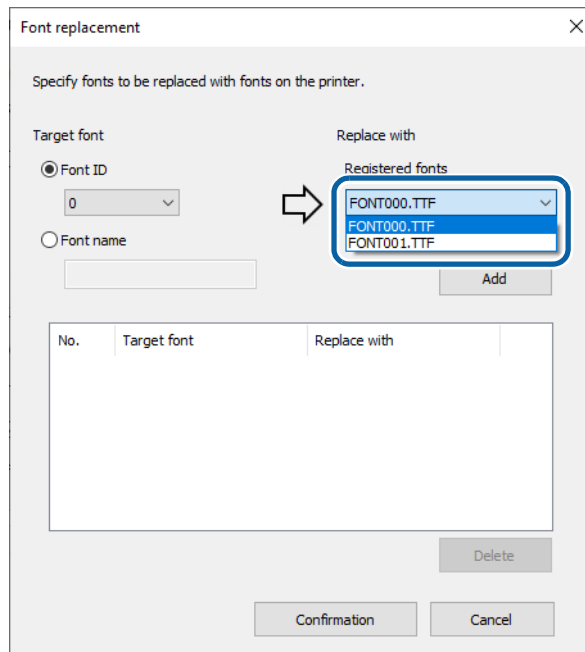 Font replacement
Specify fonts to be replaced with fonts on the printer.
Target font
Replace with
Font ID
Registered fonts
0
FONT000.TTF
FONT000.TTF
FONT001.TTF
Font name
Add
No. Target font Replace with
Delete
Confirmation Cancel